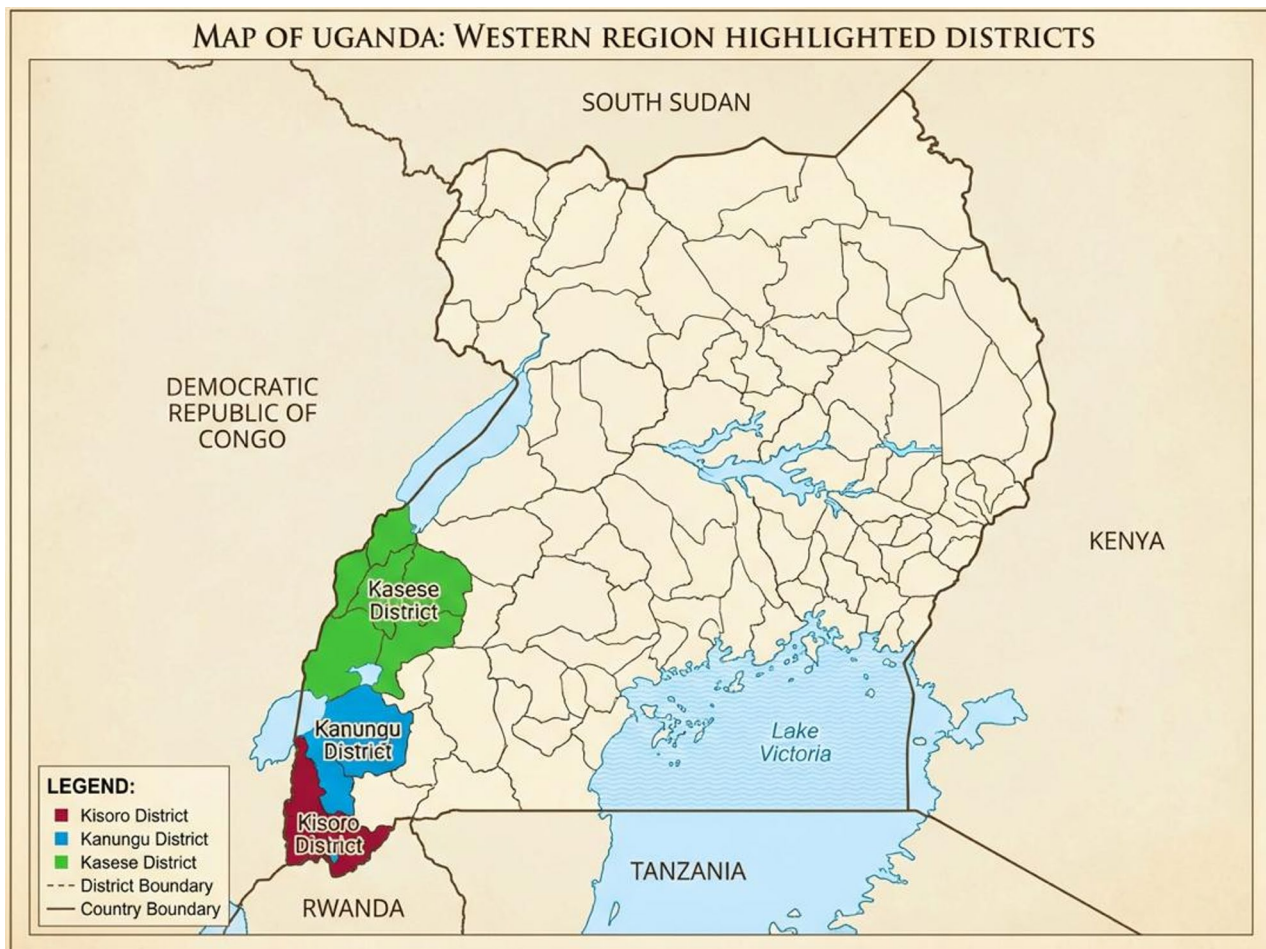 MAP OF UGANDA: WESTERN REGION HIGHLIGHTED DISTRICTS
SOUTH SUDAN
DEMOCRATIC
REPUBLIC OF
CONGO
KENYA
Kasese
District
Kanungu
District
Lake
Victoria
Kisoro
District
TANZANIA
RWANDA
LEGEND:
Kisoro District
Kanungu District
Kasese District
District Boundary
Country Boundary